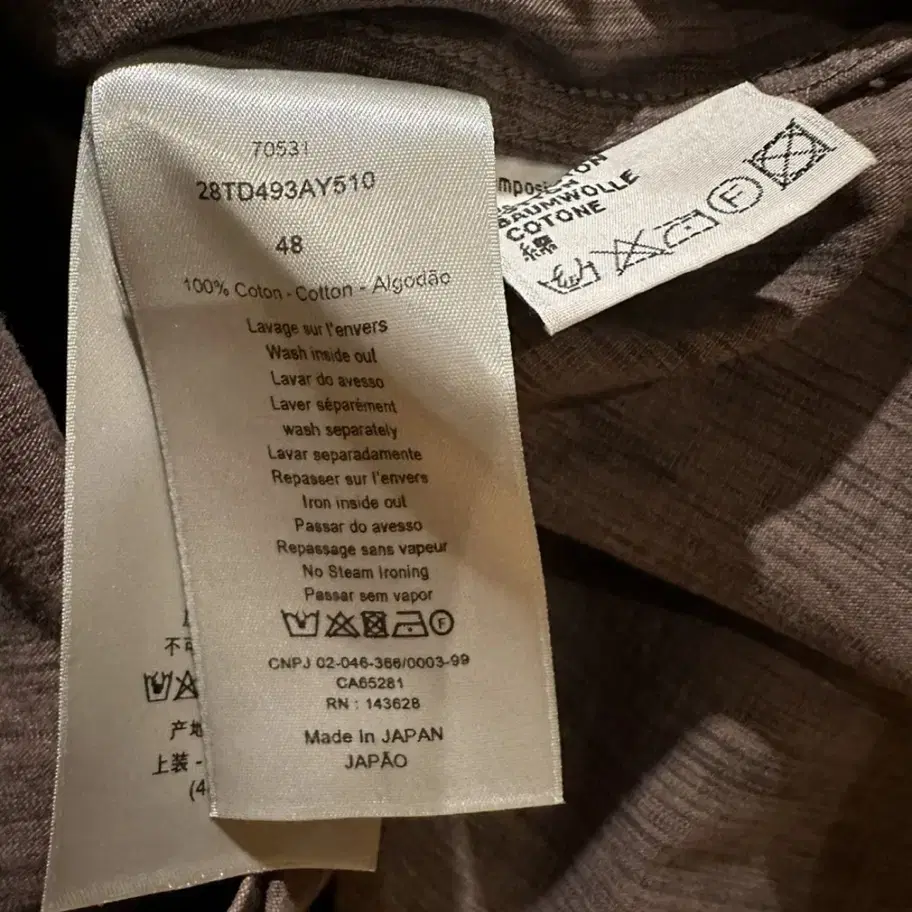 70531
28TD493AY510
48
100% Coton - Cotton - Algodão
Lavage sur l'envers
Wash inside out
Lavar do avesso
Laver séparément
wash separately
Lavar separadamente
Repasser sur l'envers
Iron inside out
Passar do avesso
Repassage sans vapeur
No Steam Ironing
Passar sem vapor
F
CNPJ 02-046-366/0003-99
CA65281
RN : 143628
Made In JAPAN
JAPÃO
不可
产地
上装 -
(4
BAUMWOLLE
COTONE
綿
F